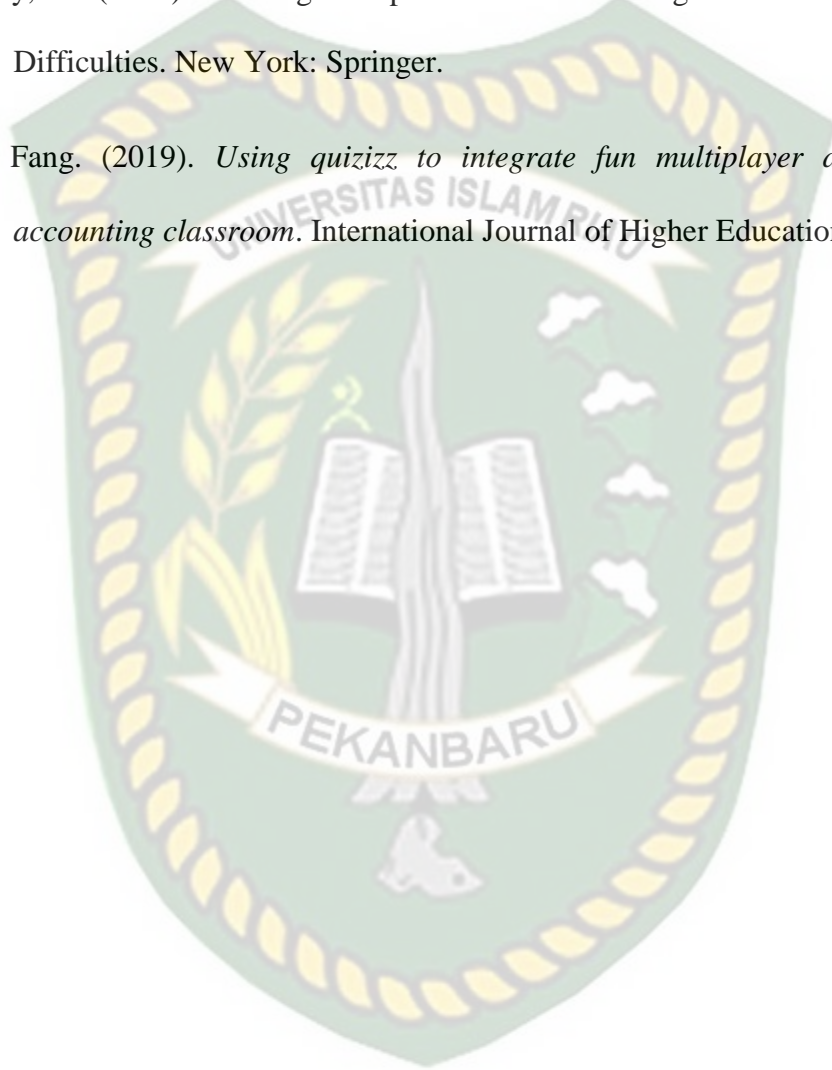 Difficulties. New York: Springer.
Fang. (2019). Using quizizz to integrate fun multiplayer
accounting classroom. International Journal of Higher
UNIVERSITAS ISLAM RIAU
PEKANBARU